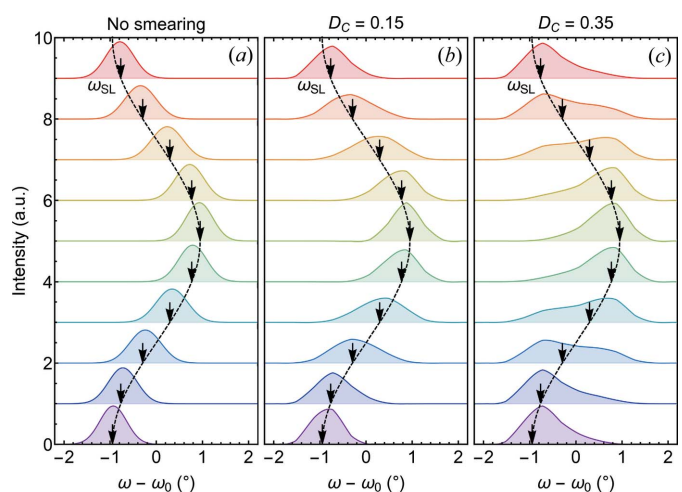 No smearing
D_C = 0.15
D_C = 0.35
10
8
6
4
2
0
Intensity (a.u.)
(a)
(b)
(c)
ω_SL
ω_SL
ω_SL
−2 −1 0 1 2
−2 −1 0 1 2
−2 −1 0 1 2
ω − ω_0 (°)
ω − ω_0 (°)
ω − ω_0 (°)